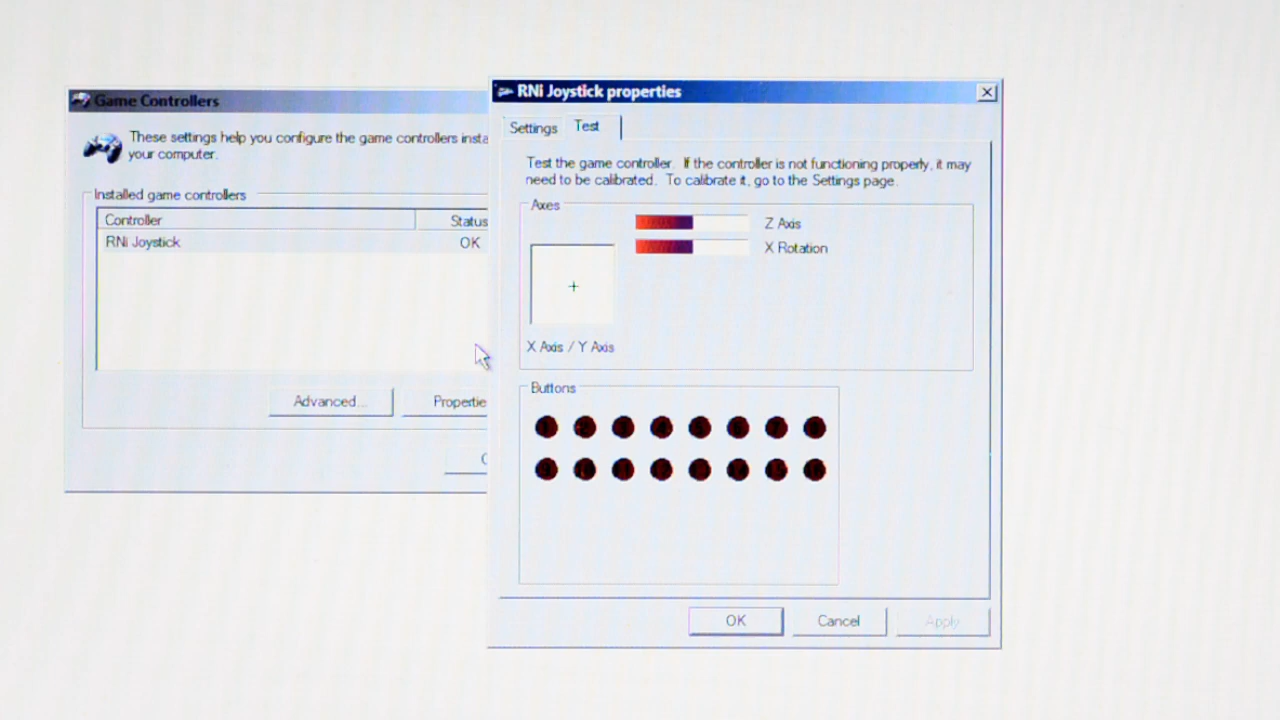 Game Controllers
These settings help you configure the game controllers insta
your computer.
Installed game controllers
Controller
Status
RNi Joystick
OK
Advanced...
Propertie
RNi Joystick properties
Settings
Test
Test the game controller. If the controller is not functioning properly, it may
need to be calibrated. To calibrate it, go to the Settings page.
Axes
Z Axis
X Rotation
X Axis / Y Axis
Buttons
OK
Cancel
Apply